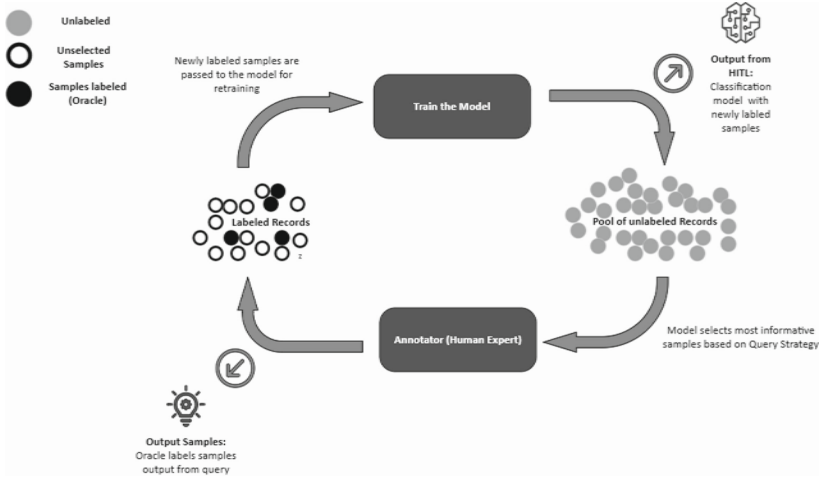 Unlabeled
Unselected
Samples
Samples labeled
(Oracle)
Newly labeled samples are
passed to the model for
retraining
Train the Model
Output from
HITL:
Classification
model with
newly labled
samples
Labeled Records
z
Pool of unlabeled Records
Annotator (Human Expert)
Model selects most informative
samples based on Query Strategy
Output Samples:
Oracle labels samples
output from query